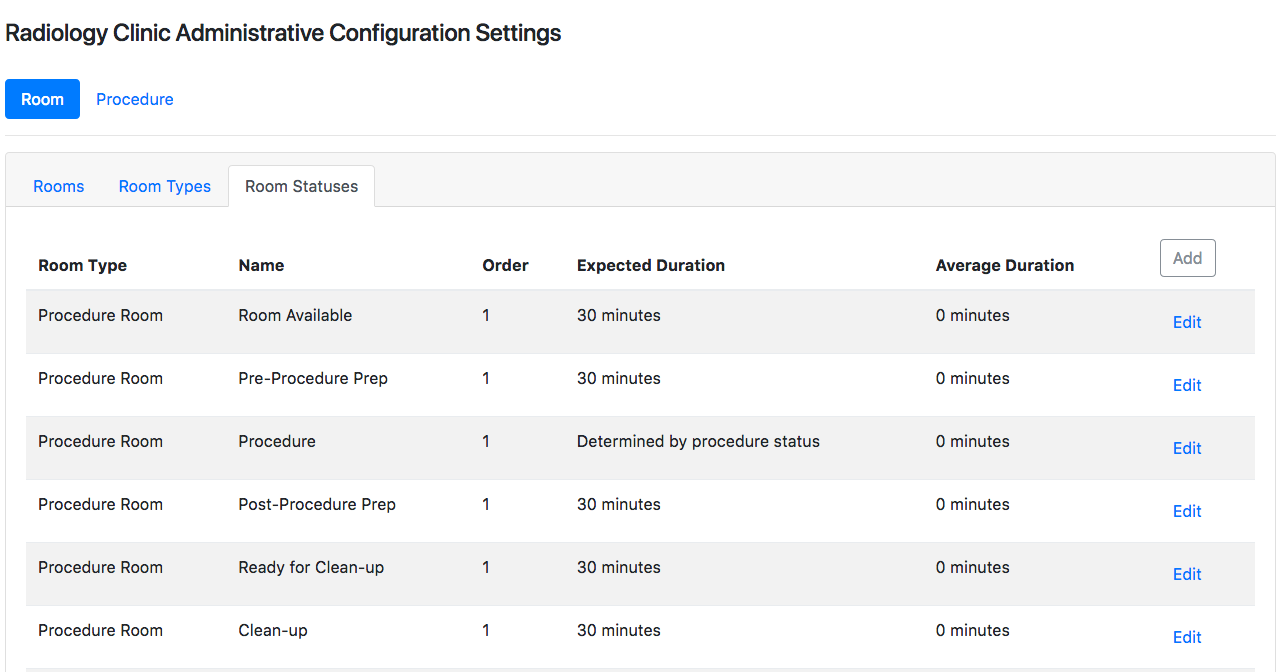 Radiology Clinic Administrative Configuration Settings
Room Procedure
Rooms Room Types Room Statuses
Room Type Name Order Expected Duration Average Duration Add
Procedure Room Room Available 1 30 minutes 0 minutes Edit
Procedure Room Pre-Procedure Prep 1 30 minutes 0 minutes Edit
Procedure Room Procedure 1 Determined by procedure status 0 minutes Edit
Procedure Room Post-Procedure Prep 1 30 minutes 0 minutes Edit
Procedure Room Ready for Clean-up 1 30 minutes 0 minutes Edit
Procedure Room Clean-up 1 30 minutes 0 minutes Edit